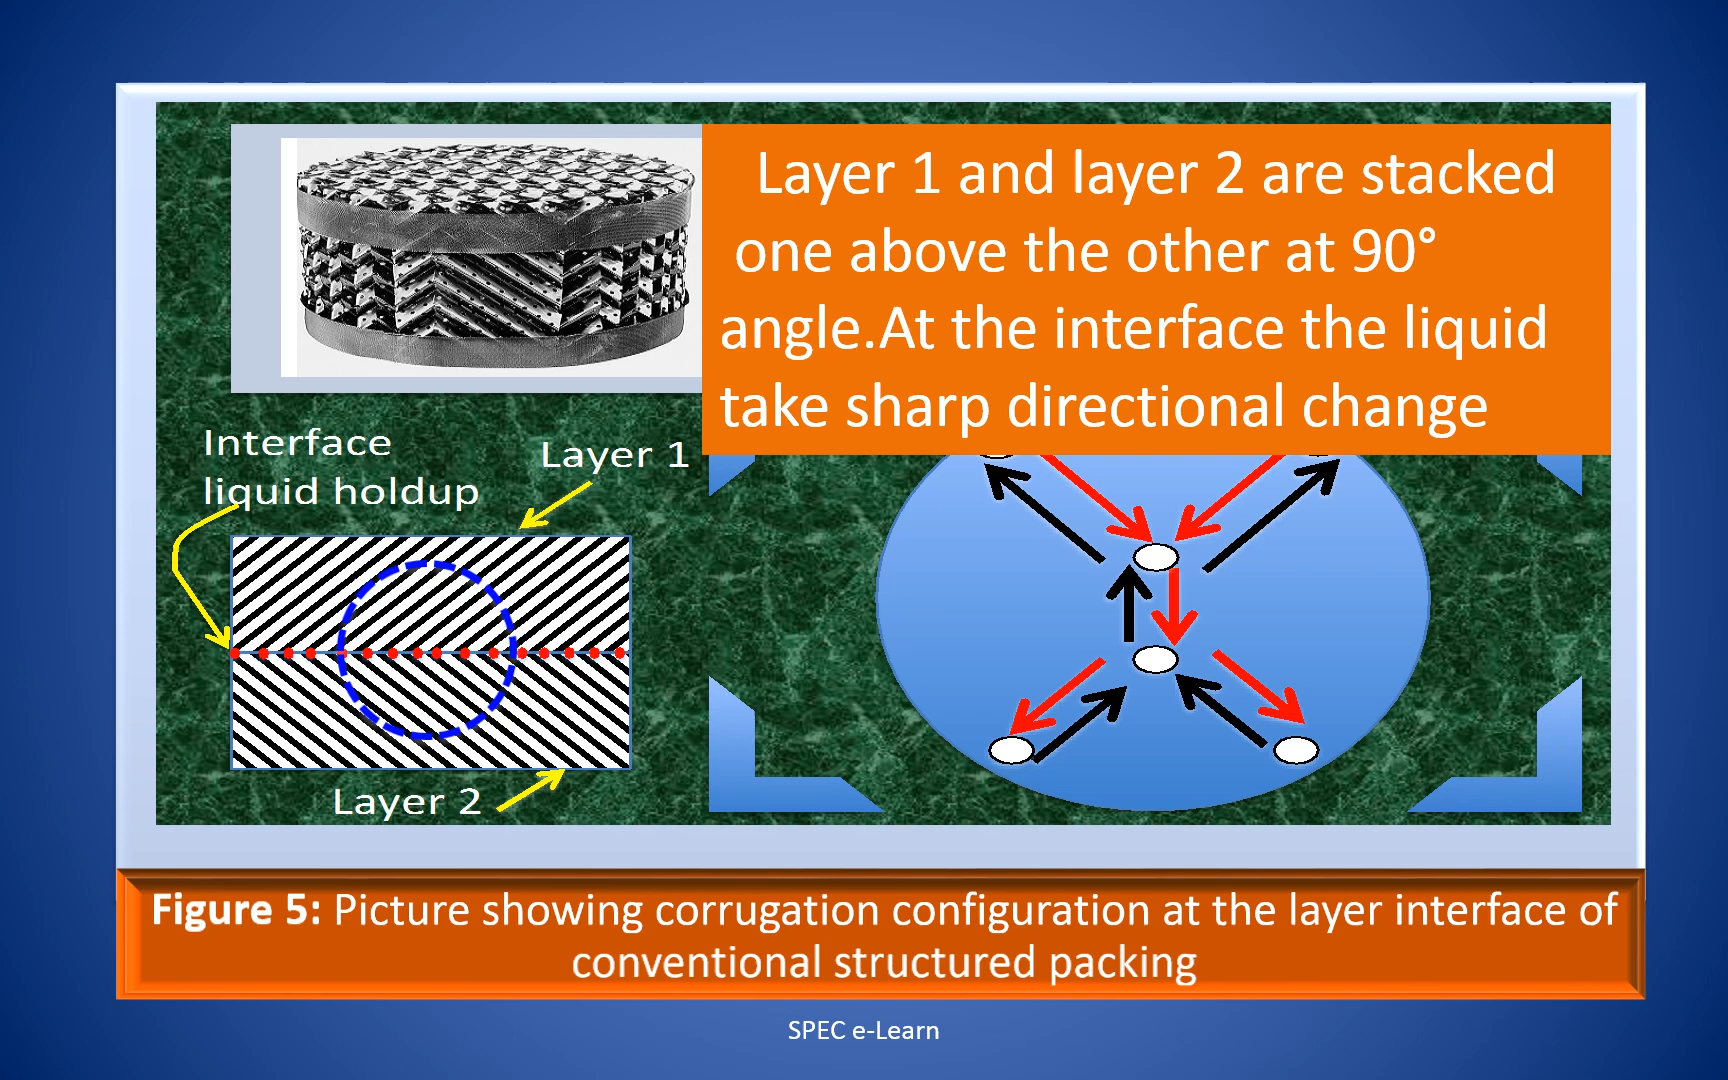 Layer 1 and layer 2 are stacked
one above the other at 90°
angle.At the interface the liquid
take sharp directional change
Interface
liquid holdup
Layer 1
Layer 2
Figure 5: Picture showing corrugation configuration at the layer interface of
conventional structured packing
SPEC e-Learn